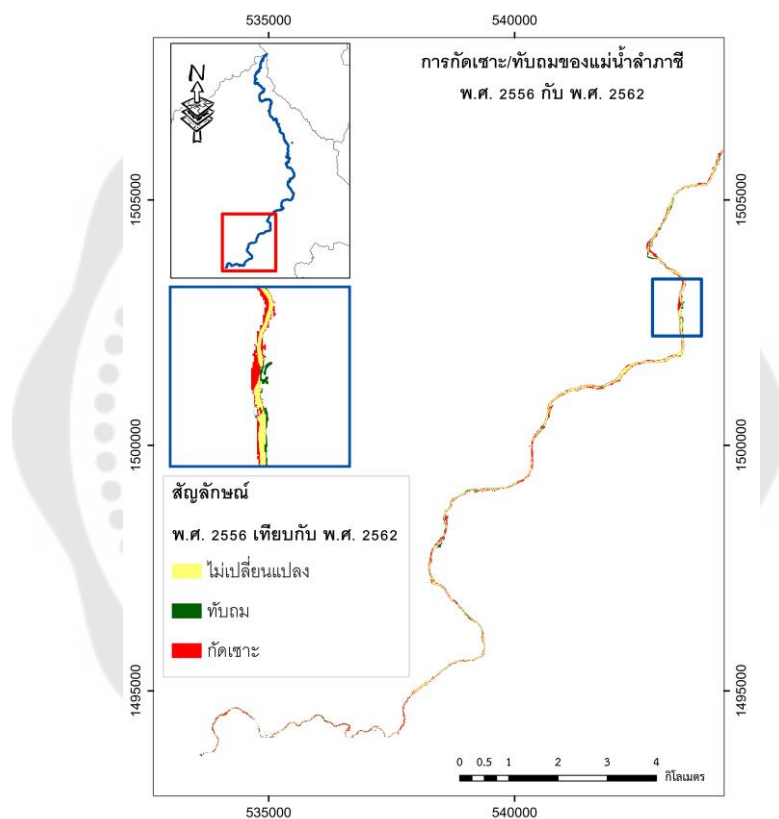 535000 540000
การกัดเซาะ/ทับถมของแม่น้ำลำภาชี
พ.ศ. 2556 กับ พ.ศ. 2562
N
1505000 1505000
1500000 1500000
สัญลักษณ์
พ.ศ. 2556 เทียบกับ พ.ศ. 2562
ไม่เปลี่ยนแปลง
ทับถม
กัดเซาะ
1495000 1495000
0 0.5 1 2 3 4
กิโลเมตร
535000 540000